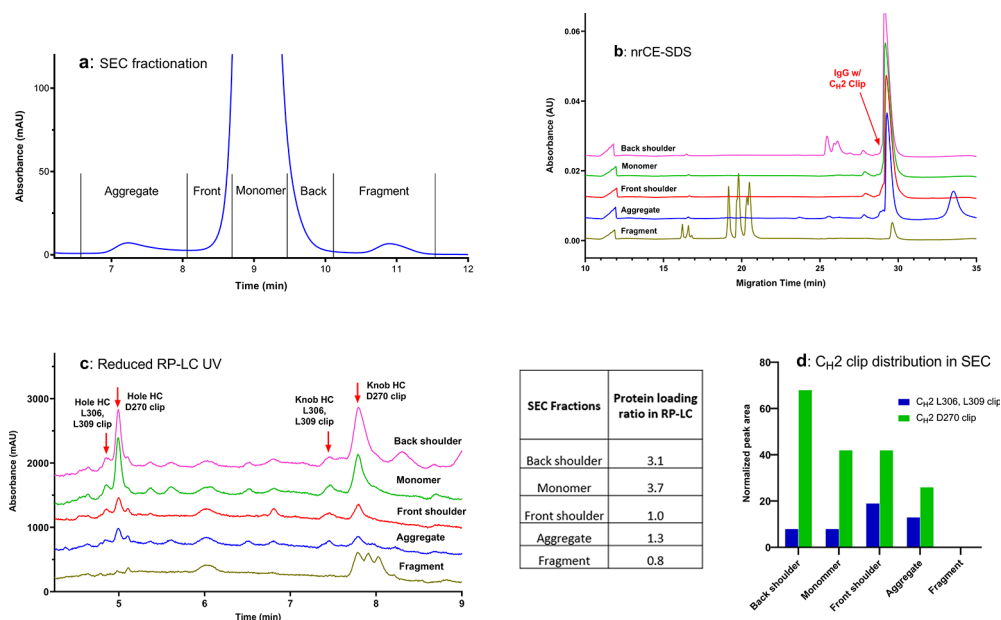 a: SEC fractionation
Absorbance (mAU)
100
50
0
Aggregate
Front
Monomer
Back
Fragment
7
8
9
10
11
12
Time (min)
b: nrCE-SDS
Absorbance (AU)
0.06
0.04
0.02
0.00
IgG w/
CH2 Clip
Back shoulder
Monomer
Front shoulder
Aggregate
Fragment
10
15
20
25
30
35
Migration Time (min)
c: Reduced RP-LC UV
Absorbance (mAU)
3000
2000
1000
0
Hole HC
L306,
L309 clip
Hole HC
D270 clip
Knob HC
L306,
L309 clip
Knob HC
D270 clip
Back shoulder
Monomer
Front shoulder
Aggregate
Fragment
5
6
7
8
9
Time (min)
SEC Fractions
Protein loading
ratio in RP-LC
Back shoulder
3.1
Monomer
3.7
Front shoulder
1.0
Aggregate
1.3
Fragment
0.8
d: CH2 clip distribution in SEC
Normalized peak area
80
60
40
20
0
CH2 L306, L309 clip
CH2 D270 clip
Back shoulder
Monommer
Front shoulder
Aggregate
Fragment